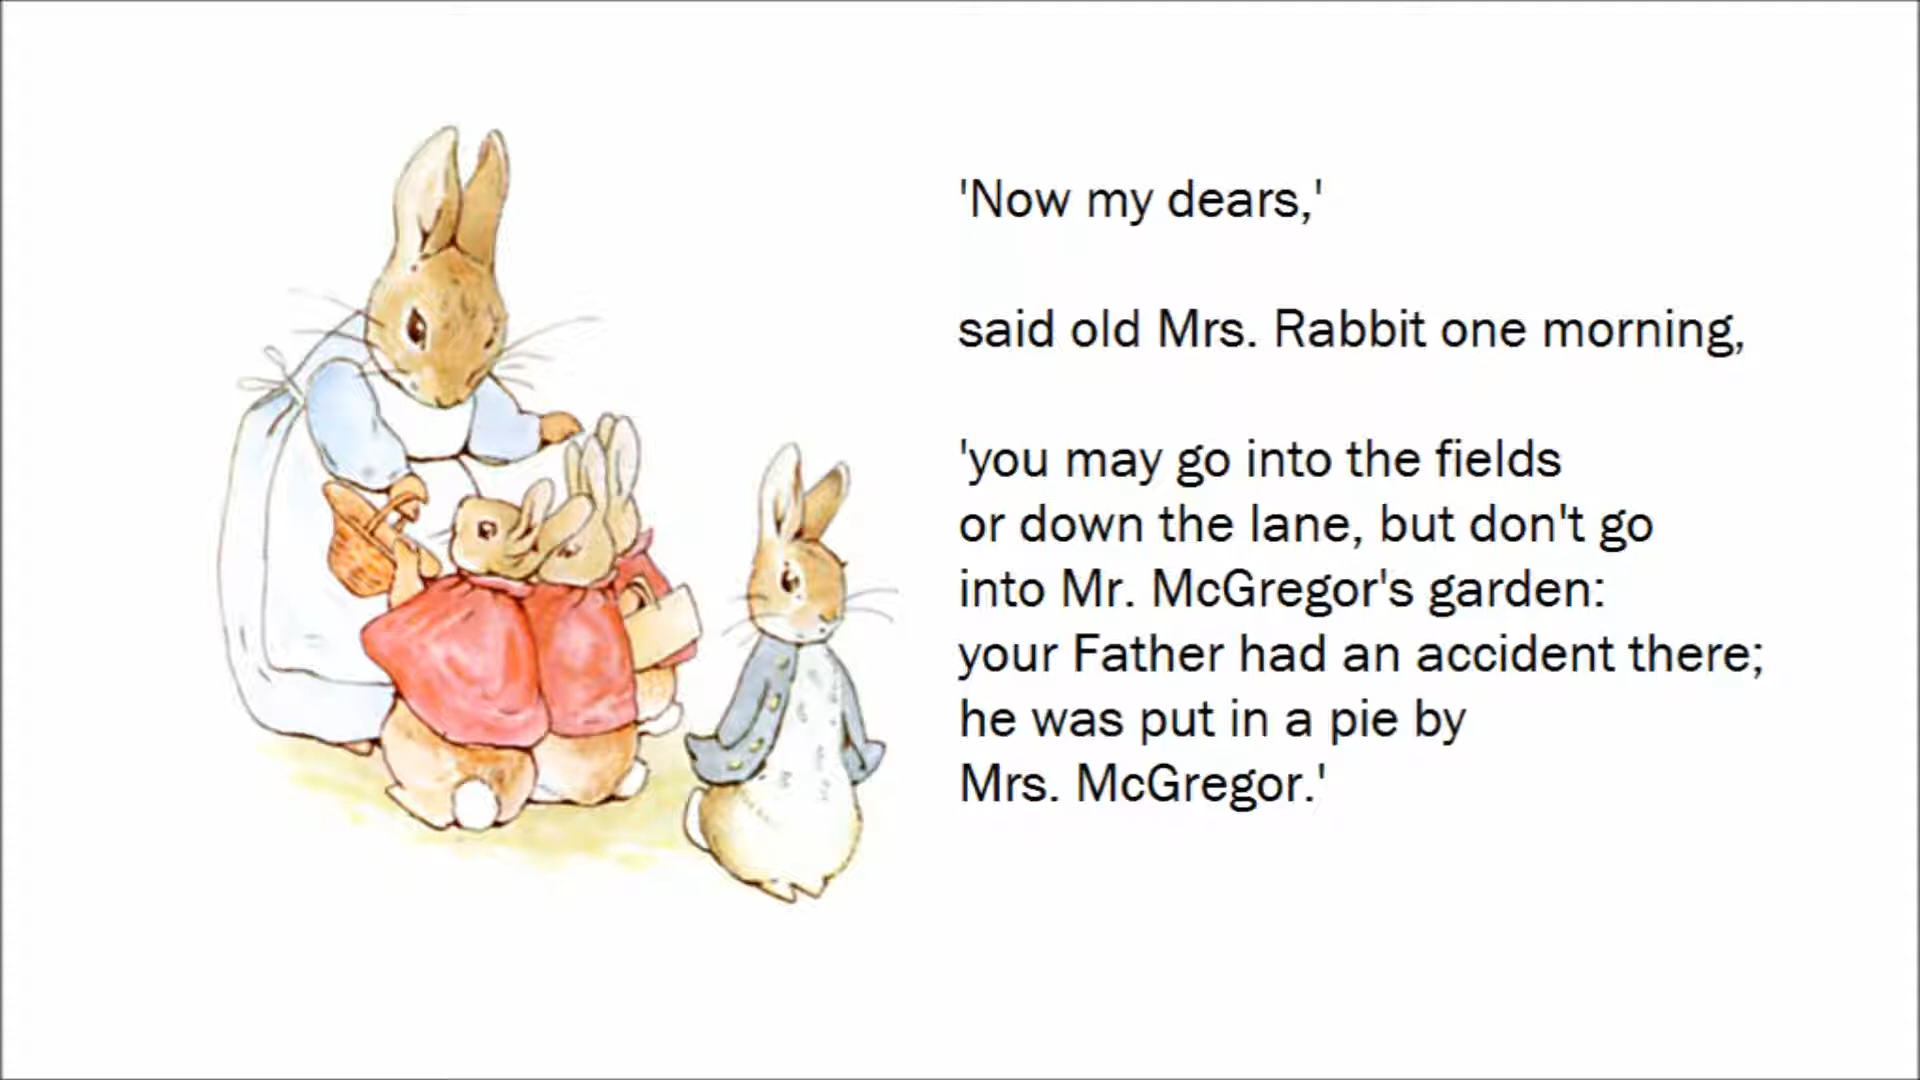 'Now my dears,'
said old Mrs. Rabbit one morning,
'you may go into the fields
or down the lane, but don't go
into Mr. McGregor's garden:
your Father had an accident there;
he was put in a pie by
Mrs. McGregor.'